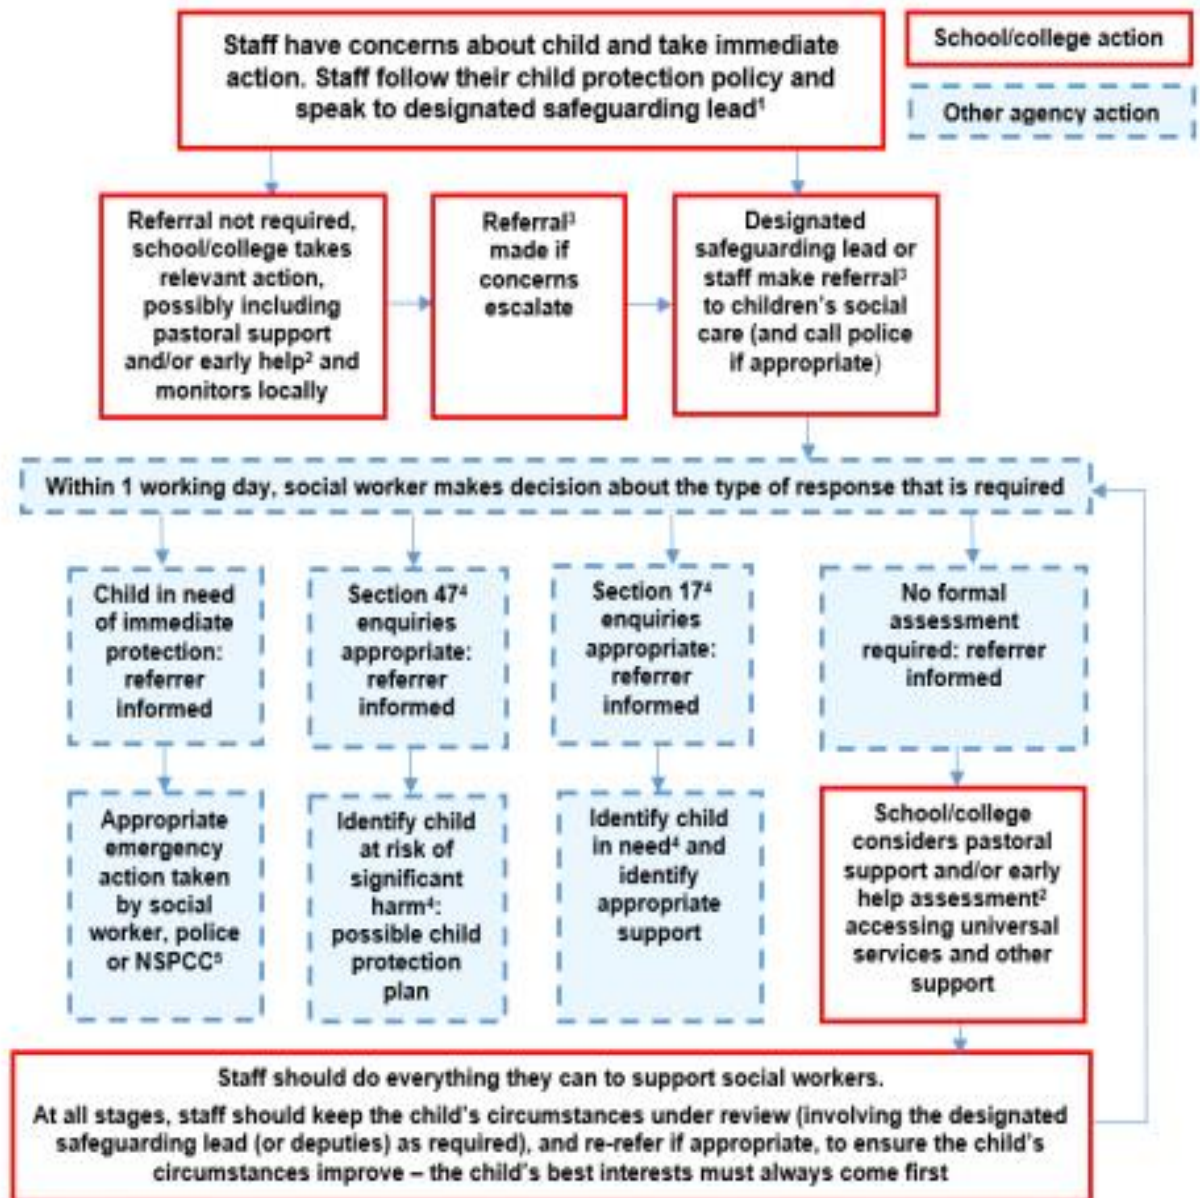 Staff have concerns about child and take immediate
action. Staff follow their child protection policy and
speak to designated safeguarding lead¹
School/college action
Other agency action
Referral not required,
school/college takes
relevant action,
possibly including
pastoral support
and/or early help² and
monitors locally
Referral³
made if
concerns
escalate
Designated
safeguarding lead or
staff make referral³
to children's social
care (and call police
if appropriate)
Within 1 working day, social worker makes decision about the type of response that is required
Child in need
of immediate
protection:
referrer
informed
Section 47⁴
enquiries
appropriate:
referrer
informed
Section 17⁴
enquiries
appropriate:
referrer
informed
No formal
assessment
required: referrer
informed
Appropriate
emergency
action taken
by social
worker, police
or NSPCC⁵
Identify child
at risk of
significant
harm⁴:
possible child
protection
plan
Identify child
in need⁴ and
identify
appropriate
support
School/college
considers pastoral
support and/or early
help assessment²
accessing universal
services and other
support
Staff should do everything they can to support social workers.
At all stages, staff should keep the child's circumstances under review (involving the designated
safeguarding lead (or deputies) as required), and re-refer if appropriate, to ensure the child's
circumstances improve – the child's best interests must always come first